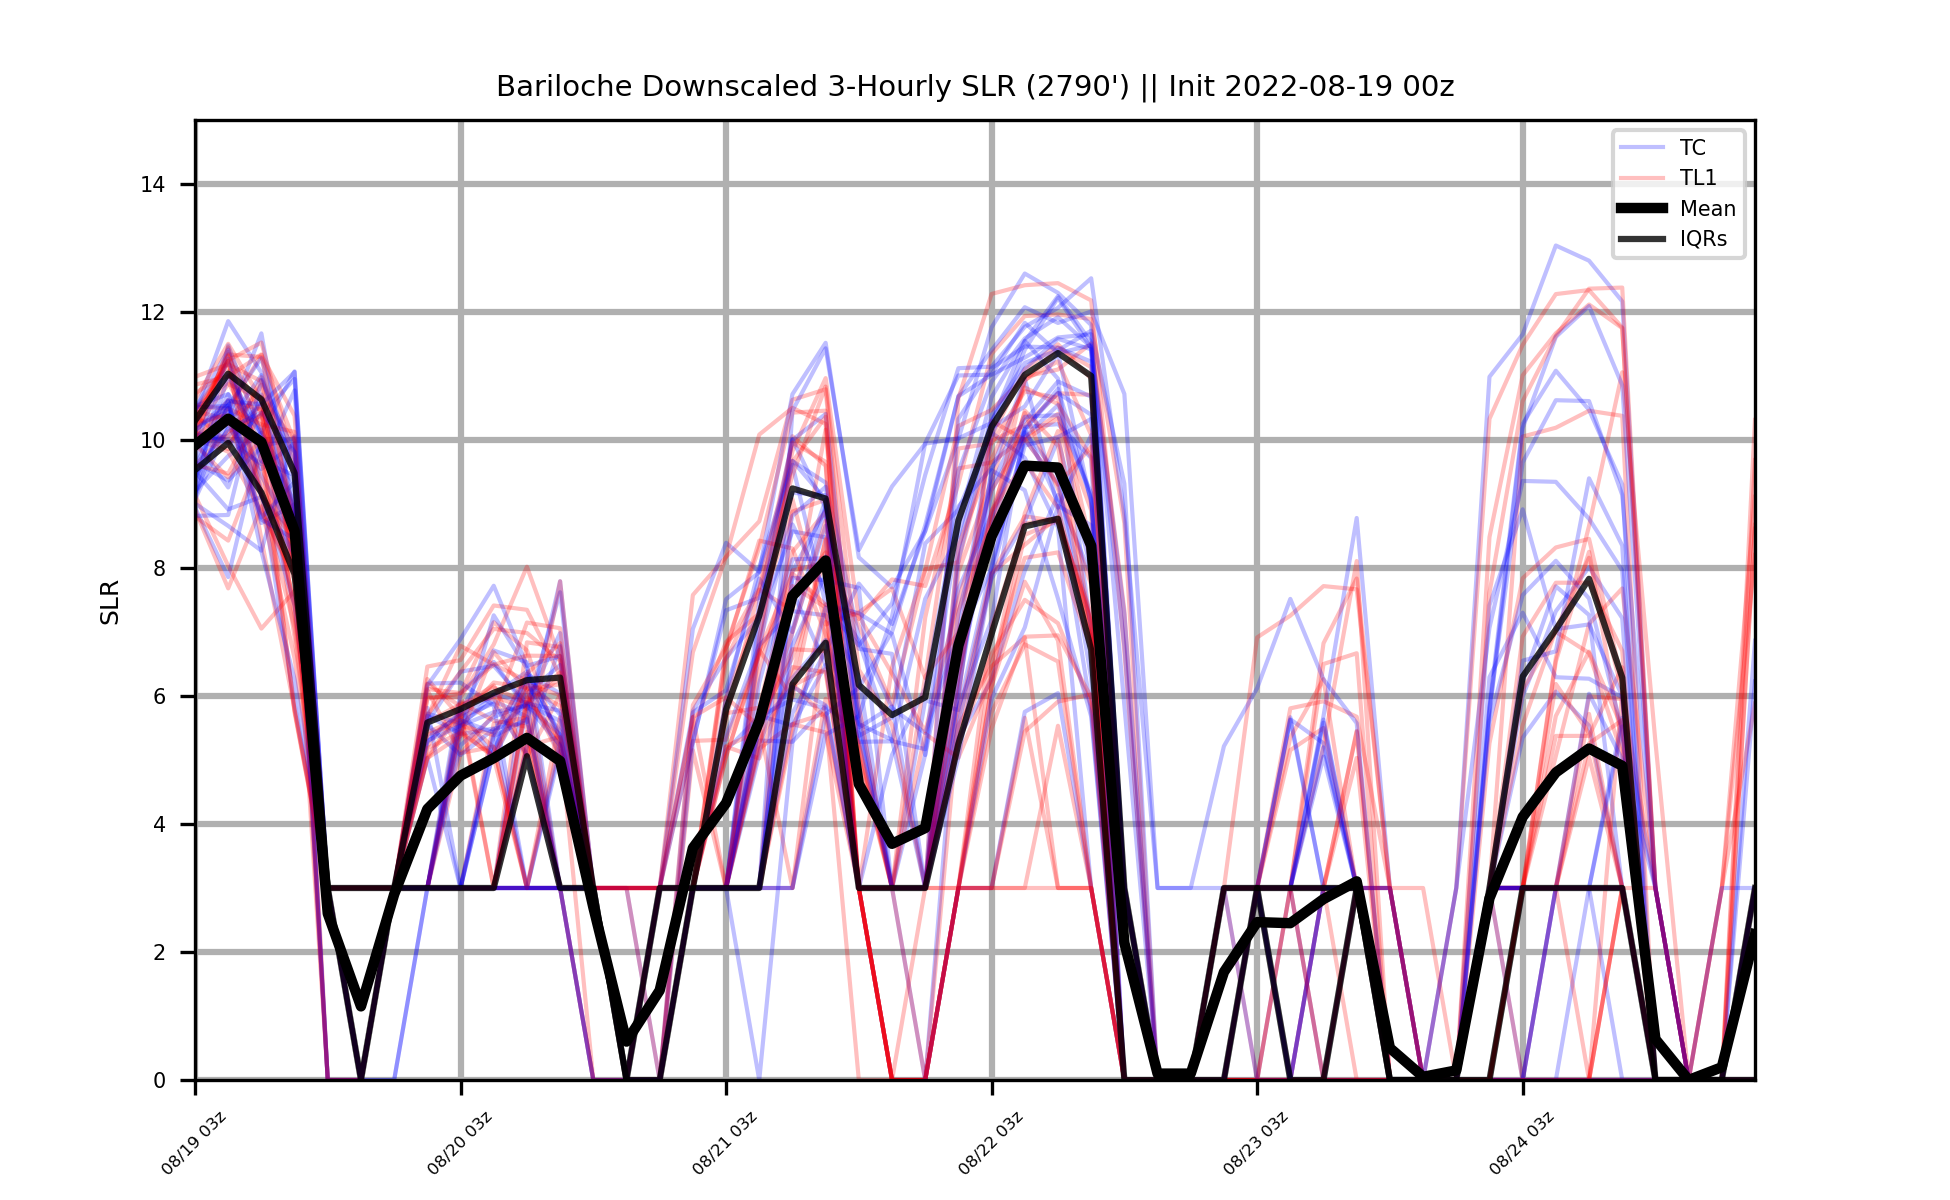 Bariloche Downscaled 3-Hourly SLR (2790') || Init 2022-08-19 00z
TC
TL1
Mean
IQRs
SLR
14
12
10
8
6
4
2
0
08/19 03z
08/20 03z
08/21 03z
08/22 03z
08/23 03z
08/24 03z